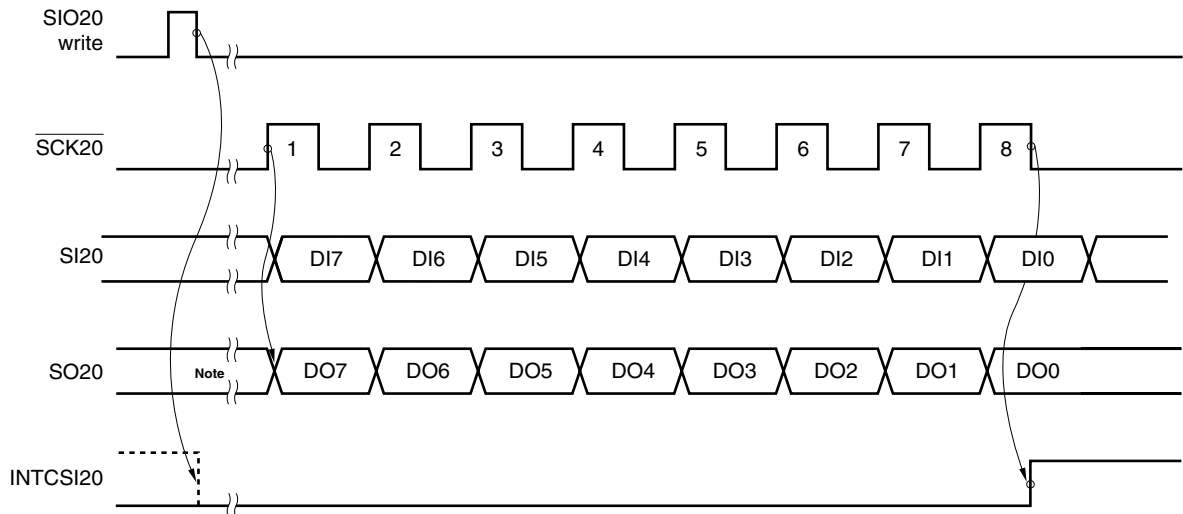 SIO20
write
SCK20
1 2 3 4 5 6 7 8
SI20
DI7 DI6 DI5 DI4 DI3 DI2 DI1 DI0
SO20
Note
DO7 DO6 DO5 DO4 DO3 DO2 DO1 DO0
INTCSI20